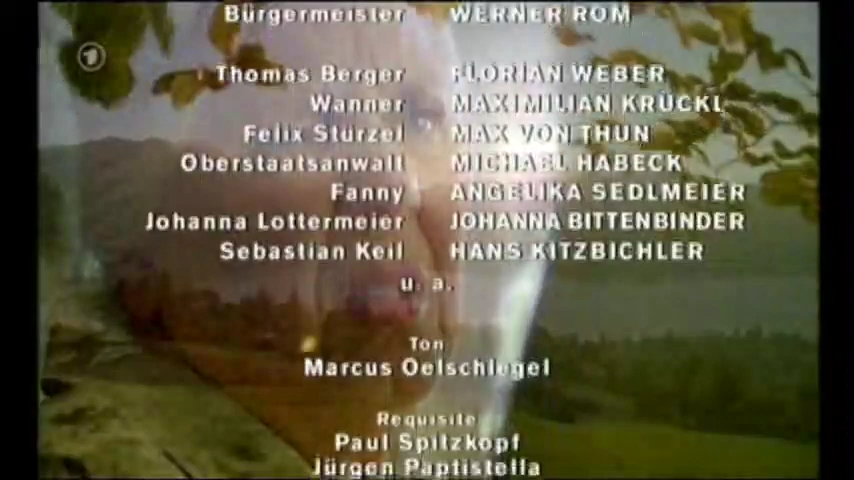 Bürgermeister WERNER ROM
Thomas Berger FLORIAN WEBER
Wanner MAXIMILIAN KRÜCKL
Felix Stürzel MAX VON THUN
Oberstaatsanwalt MICHAEL HABECK
Fanny ANGELIKA SEDLMEIER
Johanna Lottermeier JOHANNA BITTENBINDER
Sebastian Keil HANS KITZBICHLER
u. a.
Ton
Marcus Oelschlegel
Requisite
Paul Spitzkopf
Jürgen Paptistella